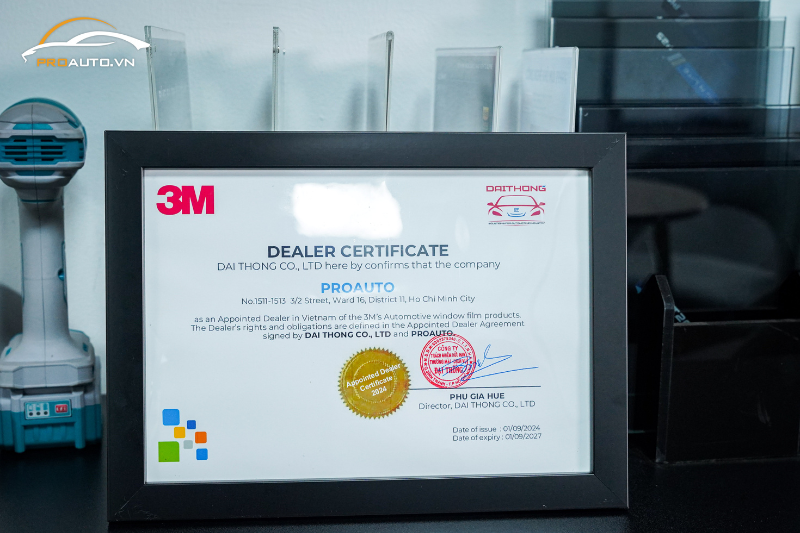 PROAUTO.VN
3M
DAITHONG
DEALER CERTIFICATE
DAI THONG CO., LTD here by confirms that the company
PROAUTO
No.1511-1513 3/2 Street, Ward 16, District 11, Ho Chi Minh City
as an Appointed Dealer in Vietnam of the 3M's Automotive window film products.
The Dealer's rights and obligations are defined in the Appointed Dealer Agreement
signed by DAI THONG CO., LTD and PROAUTO.
Appointed Dealer
Certificate
2024
CÔNG TY
ĐẠI THỐNG
PHU GIA HUE
Director, DAI THONG CO., LTD
Date of issue : 01/09/2024
Date of expiry : 01/09/2027